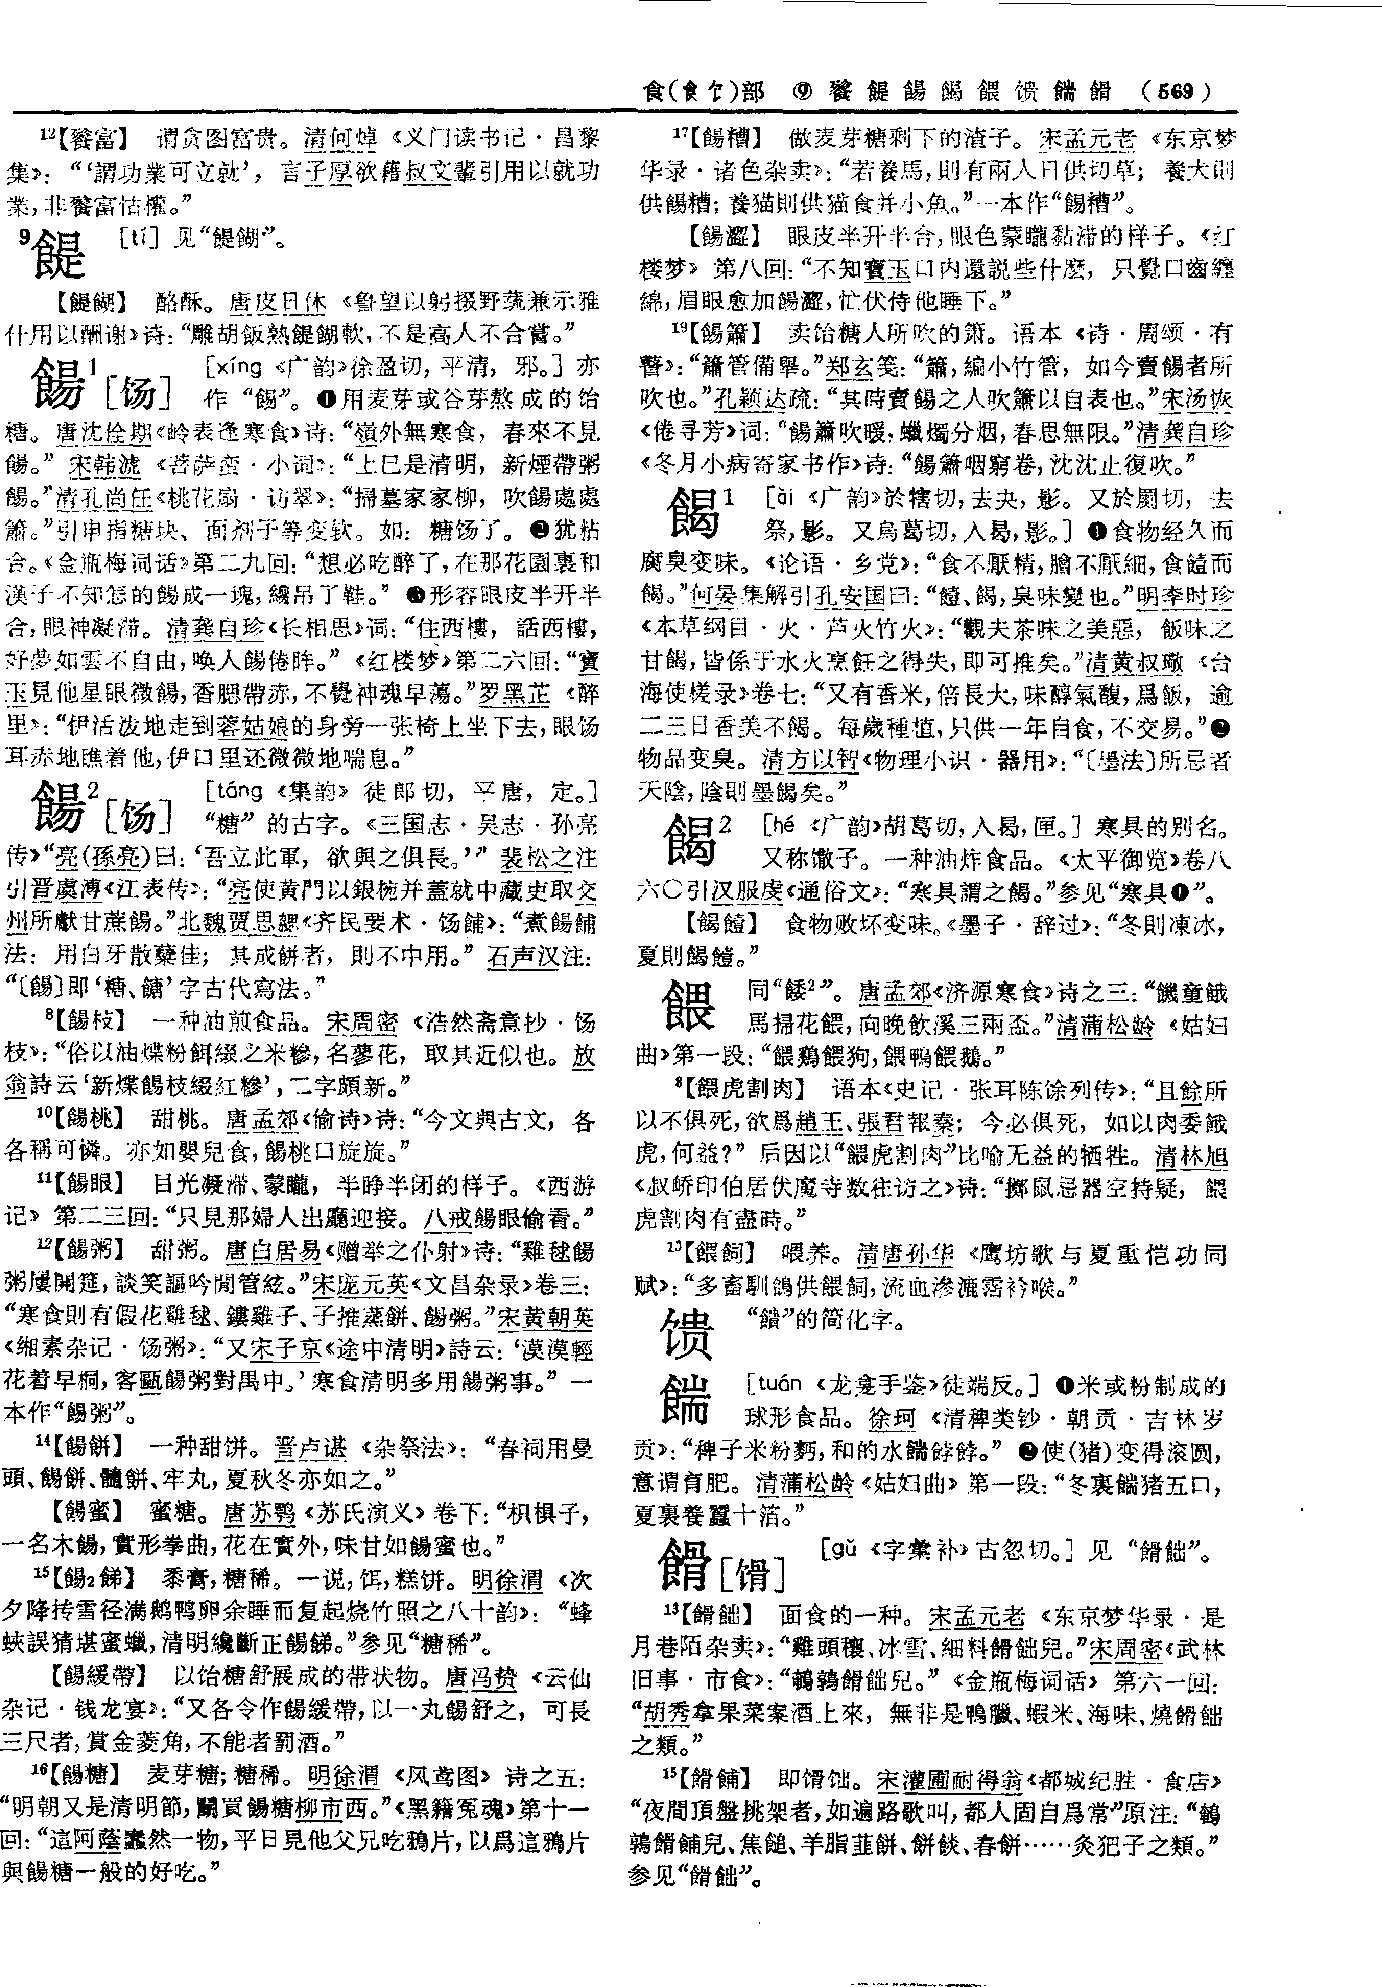 食(食饣)部　⑨ 餮 餳 餲 餵 馈 （569）
¹²【餮富】　谓贪图富贵。清何焯《义门读书记·昌黎
集》：“‘謂功業可立就’，言子厚欲藉叔文輩引用以就功
業，非餮富怙權。”
⁹餳 [tí] 见“餳餬”。
【餳餬】　酪酥。唐皮日休《鲁望以躬掇野蔬兼示雅
什用以酬谢》诗：“雕胡飯熟餳餬軟，不是高人不合嘗。”
餳¹[饧]　[xíng《广韵》徐盈切，平清，邪。] 亦
作“餳”。❶用麦芽或谷芽熬成的饴
糖。唐沈佺期《岭表逢寒食》诗：“嶺外無寒食，春來不見
餳。”宋韩淲《菩萨蛮·小词》：“上巳是清明，新煙帶粥
餳。”清孔尚任《桃花扇·访翠》：“掃墓家家柳，吹餳處處
簫。”引申指糖块、面剂子等变软。如：糖饧了。❷犹粘
合。《金瓶梅词话》第二九回：“想必吃醉了，在那花園裏和
漢子不知怎的餳成一塊，纔吊了鞋。”❸形容眼皮半开半
合，眼神凝滞。清龚自珍《长相思》词：“住西樓，話西樓，
好夢如雲不自由，唤人餳倦眸。”《红楼梦》第二六回：“寶
玉見他星眼微餳，香腮帶赤，不覺神魂早蕩。”罗黑芷《醉
里》：“伊活泼地走到蓉姑娘的身旁一张椅上坐下去，眼饧
耳赤地瞧着他，伊口里还微微地喘息。”
餳²[饧]　[táng《集韵》徒郎切，平唐，定。]
“糖”的古字。《三国志·吴志·孙亮
传》“亮(孫亮)曰：‘吾立此軍，欲與之俱長。’”裴松之注
引晋虞溥《江表传》：“亮使黄門以銀椀并蓋就中藏吏取交
州所獻甘蔗餳。”北魏贾思勰《齐民要术·饧餔》：“煮餳餔
法：用白牙散糵佳；其成餅者，則不中用。”石声汉注：
“〔餳〕即‘糖、餹’字古代寫法。”
⁸【餳枝】　一种油煎食品。宋周密《浩然斋意抄·饧
枝》：“俗以油煠粉餌綴之米糝，名蓼花，取其近似也。放
翁詩云‘新煠餳枝綴紅糝’，二字頗新。”
¹⁰【餳桃】　甜桃。唐孟郊《偷诗》诗：“今文與古文，各
各稱可憐。亦如嬰兒食，餳桃口旋旋。”
¹¹【餳眼】　目光凝滞、蒙矓，半睁半闭的样子。《西游
记》第二三回：“只見那婦人出廳迎接。八戒餳眼偷看。”
¹²【餳粥】　甜粥。唐白居易《赠举之仆射》诗：“雞毬餳
粥屢開筵，談笑謳吟間管絃。”宋庞元英《文昌杂录》卷三：
“寒食則有假花雞毬、鏤雞子、子推蒸餅、餳粥。”宋黄朝英
《缃素杂记·饧粥》：“又宋子京《途中清明》詩云：‘漠漠輕
花着早桐，客甌餳粥對禺中。’寒食清明多用餳粥事。”一
本作“餳粥”。
¹⁴【餳餅】　一种甜饼。晋卢谌《杂祭法》：“春祠用曼
頭、餳餅、髓餅、牢丸，夏秋冬亦如之。”
【餳蜜】　蜜糖。唐苏鹗《苏氏演义》卷下：“枳椇子，
一名木餳，實形拳曲，花在實外，味甘如餳蜜也。”
¹⁵【餳₂餦】　黍膏，糖稀。一说，饵，糕饼。明徐渭《次
夕降抟雪径满鹅鸭卵余睡而复起烧竹照之八十韵》：“蜂
蛺誤猜堪蜜蠟，清明纔斷正餳餦。”参见“糖稀”。
【餳緩帶】　以饴糖舒展成的带状物。唐冯贽《云仙
杂记·钱龙宴》：“又各令作餳緩帶，以一丸餳舒之，可長
三尺者，賞金菱角，不能者罰酒。”
¹⁶【餳糖】　麦芽糖；糖稀。明徐渭《风鸢图》诗之五：
“明朝又是清明節，鬭買餳糖柳市西。”《黑籍冤魂》第十一
回：“這阿蔭蠢然一物，平日見他父兄吃鴉片，以爲這鴉片
與餳糖一般的好吃。”
¹⁷【餳糟】　做麦芽糖剩下的渣子。宋孟元老《东京梦
华录·诸色杂卖》：“若養馬，則有兩人日供切草；養犬則
供餳糟；養猫則供猫食并小魚。”一本作“餳糟”。
【餳澀】　眼皮半开半合，眼色蒙矓黏滞的样子。《红
楼梦》第八回：“不知寶玉口内還説些什麽，只覺口齒纏
綿，眉眼愈加餳澀，忙伏侍他睡下。”
¹⁹【餳簫】　卖饴糖人所吹的箫。语本《诗·周颂·有
瞽》：“簫管備舉。”郑玄笺：“簫，編小竹管，如今賣餳者所
吹也。”孔颖达疏：“其時賣餳之人吹簫以自表也。”宋汤恢
《倦寻芳》词：“餳簫吹暖，蠟燭分烟，春思無限。”清龚自珍
《冬月小病寄家书作》诗：“餳簫咽窮巷，沈沈止復吹。”
餲¹　[ài《广韵》於犗切，去夬，影。又於罽切，去
祭，影。又烏葛切，入曷，影。] ❶食物经久而
腐臭变味。《论语·乡党》：“食不厭精，膾不厭細，食饐而
餲。”何晏集解引孔安国曰：“饐、餲，臭味變也。”明李时珍
《本草纲目·火·芦火竹火》：“觀夫茶味之美惡，飯味之
甘餲，皆係于水火烹飪之得失，即可推矣。”清黄叔璥《台
海使槎录》卷七：“又有香米，倍長大，味醇氣馥，爲飯，逾
二三日香美不餲。每歲種植，只供一年自食，不交易。”❷
物品变臭。清方以智《物理小识·器用》：“〔墨法〕所忌者
天陰，陰則墨餲矣。”
餲²　[hé《广韵》胡葛切，入曷，匣。] 寒具的别名。
又称馓子。一种油炸食品。《太平御览》卷八
六〇引汉服虔《通俗文》：“寒具謂之餲。”参见“寒具❶”。
【餲饐】　食物败坏变味。《墨子·辞过》：“冬則凍冰，
夏則餲饐。”
餵　同“餧²”。唐孟郊《济源寒食》诗之三：“饑童餓
馬掃花餵，向晚飲溪三兩盃。”清蒲松龄《姑妇
曲》第一段：“餵鷄餵狗，餵鴨餵鵝。”
⁸【餵虎割肉】　语本《史记·张耳陈馀列传》：“且餘所
以不俱死，欲爲趙王、張君報秦；今必俱死，如以肉委餓
虎，何益？”后因以“餵虎割肉”比喻无益的牺牲。清林旭
《叔峤印伯居伏魔寺数往访之》诗：“擲鼠忌器空持疑，餵
虎割肉有盡時。”
¹³【餵飼】　喂养。清唐孙华《鹰坊歌与夏重恺功同
赋》：“多畜馴鴿供餵飼，流血滲漉霑衿喉。”
馈　“饋”的简化字。
[tuán《龙龛手鉴》徒端反。] ❶米或粉制成的
球形食品。徐珂《清稗类钞·朝贡·吉林岁
贡》：“稗子米粉麪，和的水餑餑。”❷使(猪)变得滚圆，
意谓育肥。清蒲松龄《姑妇曲》第一段：“冬裏猪五口，
夏裏養蠶十箔。”
餶[馉]　[gǔ《字彙补》古忽切。] 见“餶飿”。
¹³【餶飿】　面食的一种。宋孟元老《东京梦华录·是
月巷陌杂卖》：“雞頭穰、冰雪、細料餶飿兒。”宋周密《武林
旧事·市食》：“鵪鶉餶飿兒。”《金瓶梅词话》第六一回：
“胡秀拿果菜案酒上來，無非是鴨臘、蝦米、海味、燒餶飿
之類。”
¹⁵【餶餔】　即馉饳。宋灌圃耐得翁《都城纪胜·食店》
“夜間頂盤挑架者，如遍路歌叫，都人固自爲常”原注：“鵪
鶉餶餔兒、焦鎚、羊脂韮餅、餅餤、春餅……灸犯子之類。”
参见“餶飿”。